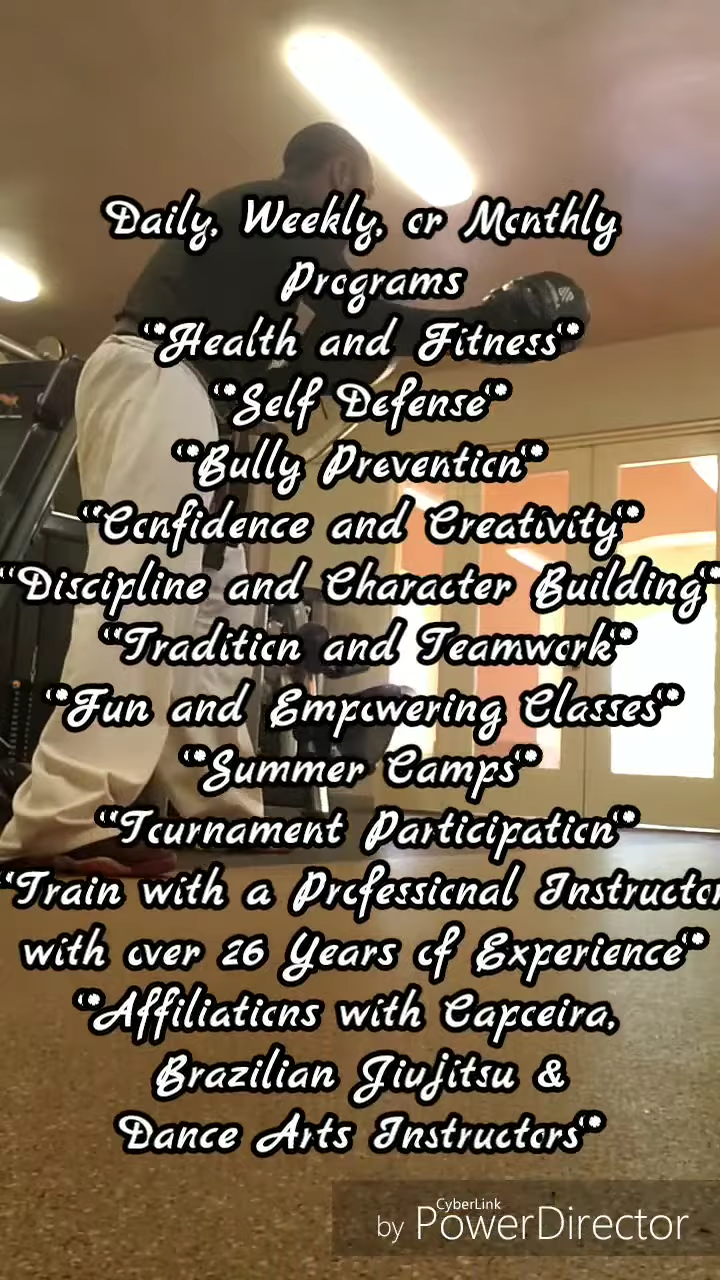 Daily, Weekly, or Monthly
Programs
"Health and Fitness"
"Self Defense"
"Bully Prevention"
"Confidence and Creativity"
"Discipline and Character Building"
"Tradition and Teamwork"
"Fun and Empowering Classes"
"Summer Camps"
"Tournament Participation"
"Train with a Professional Instructor
with over 26 Years of Experience"
"Affiliations with Capoeira,
Brazilian Jiujitsu &
Dance Arts Instructors"
by CyberLink PowerDirector